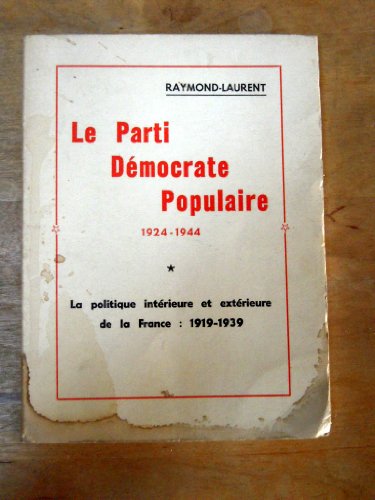 RAYMOND-LAURENT
Le Parti
Démocrate
Populaire
1924-1944
La politique intérieure et extérieure
de la France : 1919-1939